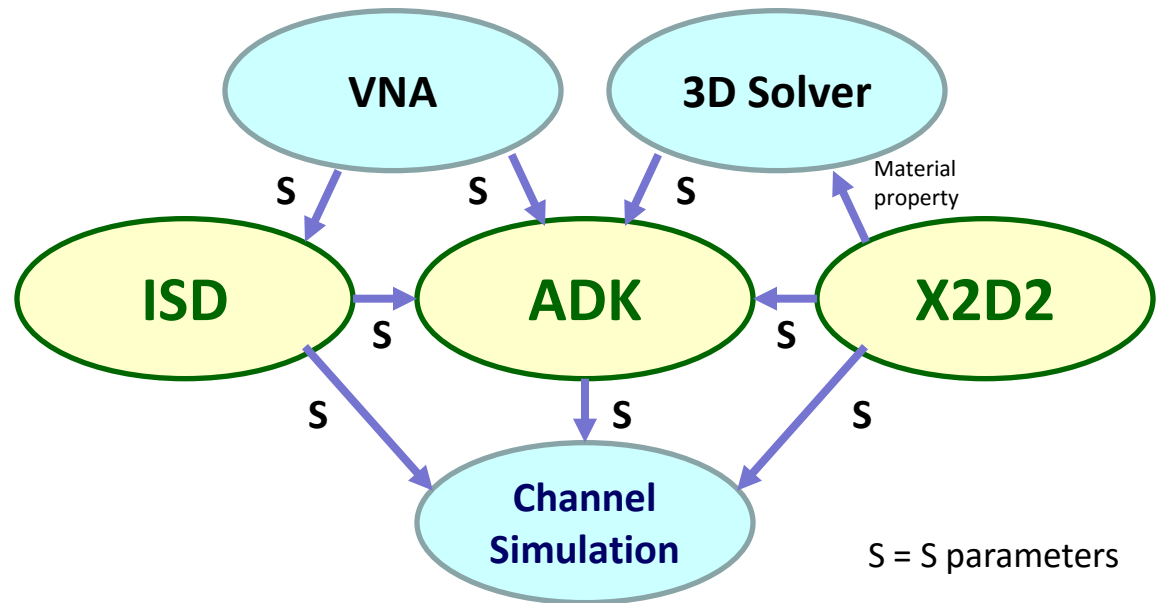 VNA
3D Solver
Material
property
S
S
S
ISD
ADK
X2D2
S
S
S
S
S
Channel
Simulation
S = S parameters